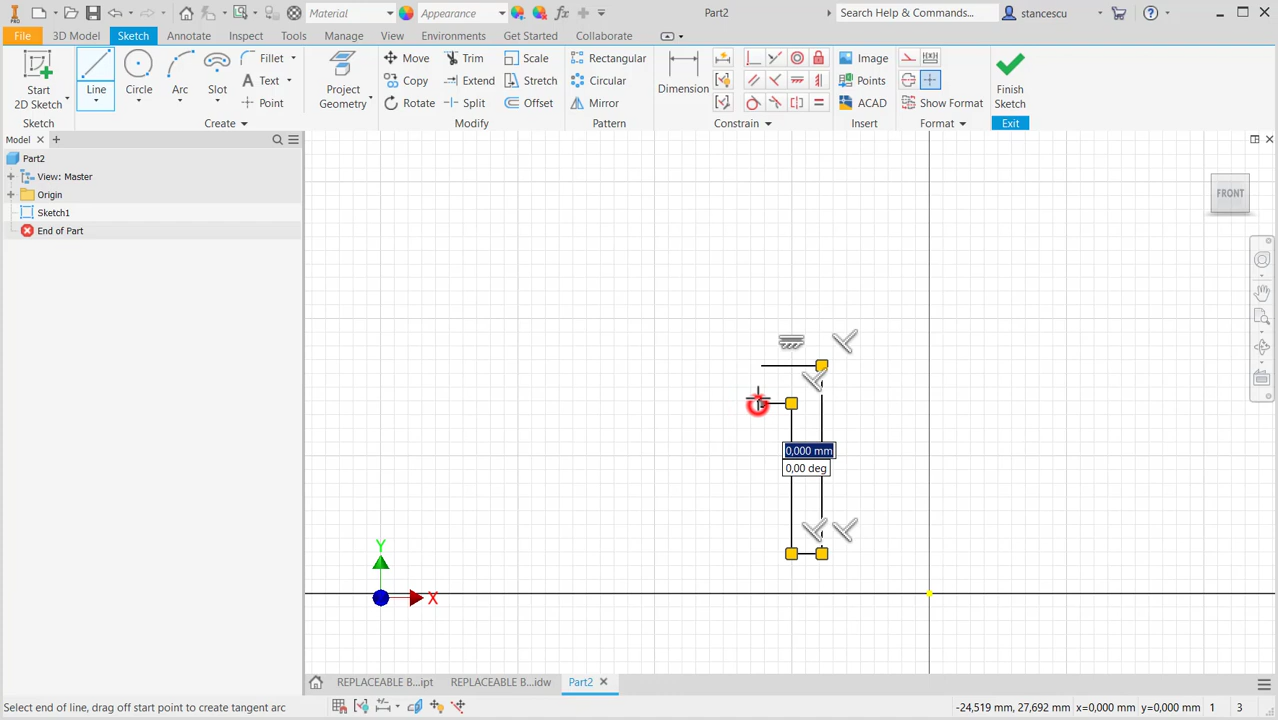 PRO
Material
Appearance
fx
Part2
Search Help & Commands...
stancescu
File
3D Model
Sketch
Annotate
Inspect
Tools
Manage
View
Environments
Get Started
Collaborate
Start
2D Sketch
Line
Circle
Arc
Spline
Plot
Fillet
Text
Point
Project
Geometry
Move
Copy
Rotate
Trim
Extend
Split
Scale
Stretch
Offset
Rectangular
Circular
Mirror
Dimension
Image
Points
ACAD
Show Format
Finish
Sketch
Sketch
Create
Modify
Pattern
Constrain
Insert
Format
Exit
Model
Part2
View: Master
Origin
Sketch1
End of Part
FRONT
0,000 mm
0,00 deg
Y
X
REPLACEABLE B...ipt
REPLACEABLE B...idw
Part2
Select end of line, drag off start point to create tangent arc
-24,519 mm, 27,692 mm
x=0,000 mm
y=0,000 mm
1
3